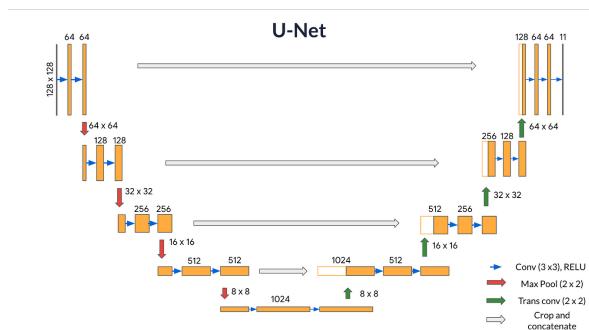 U-Net
64 64
128 64 64 11
128 x 128
64 x 64
64 x 64
128 128
256 128
32 x 32
32 x 32
256 256
512 256
16 x 16
16 x 16
512 512
1024 512
8 x 8
8 x 8
1024
Conv (3 x3), RELU
Max Pool (2 x 2)
Trans conv (2 x 2)
Crop and
concatenate